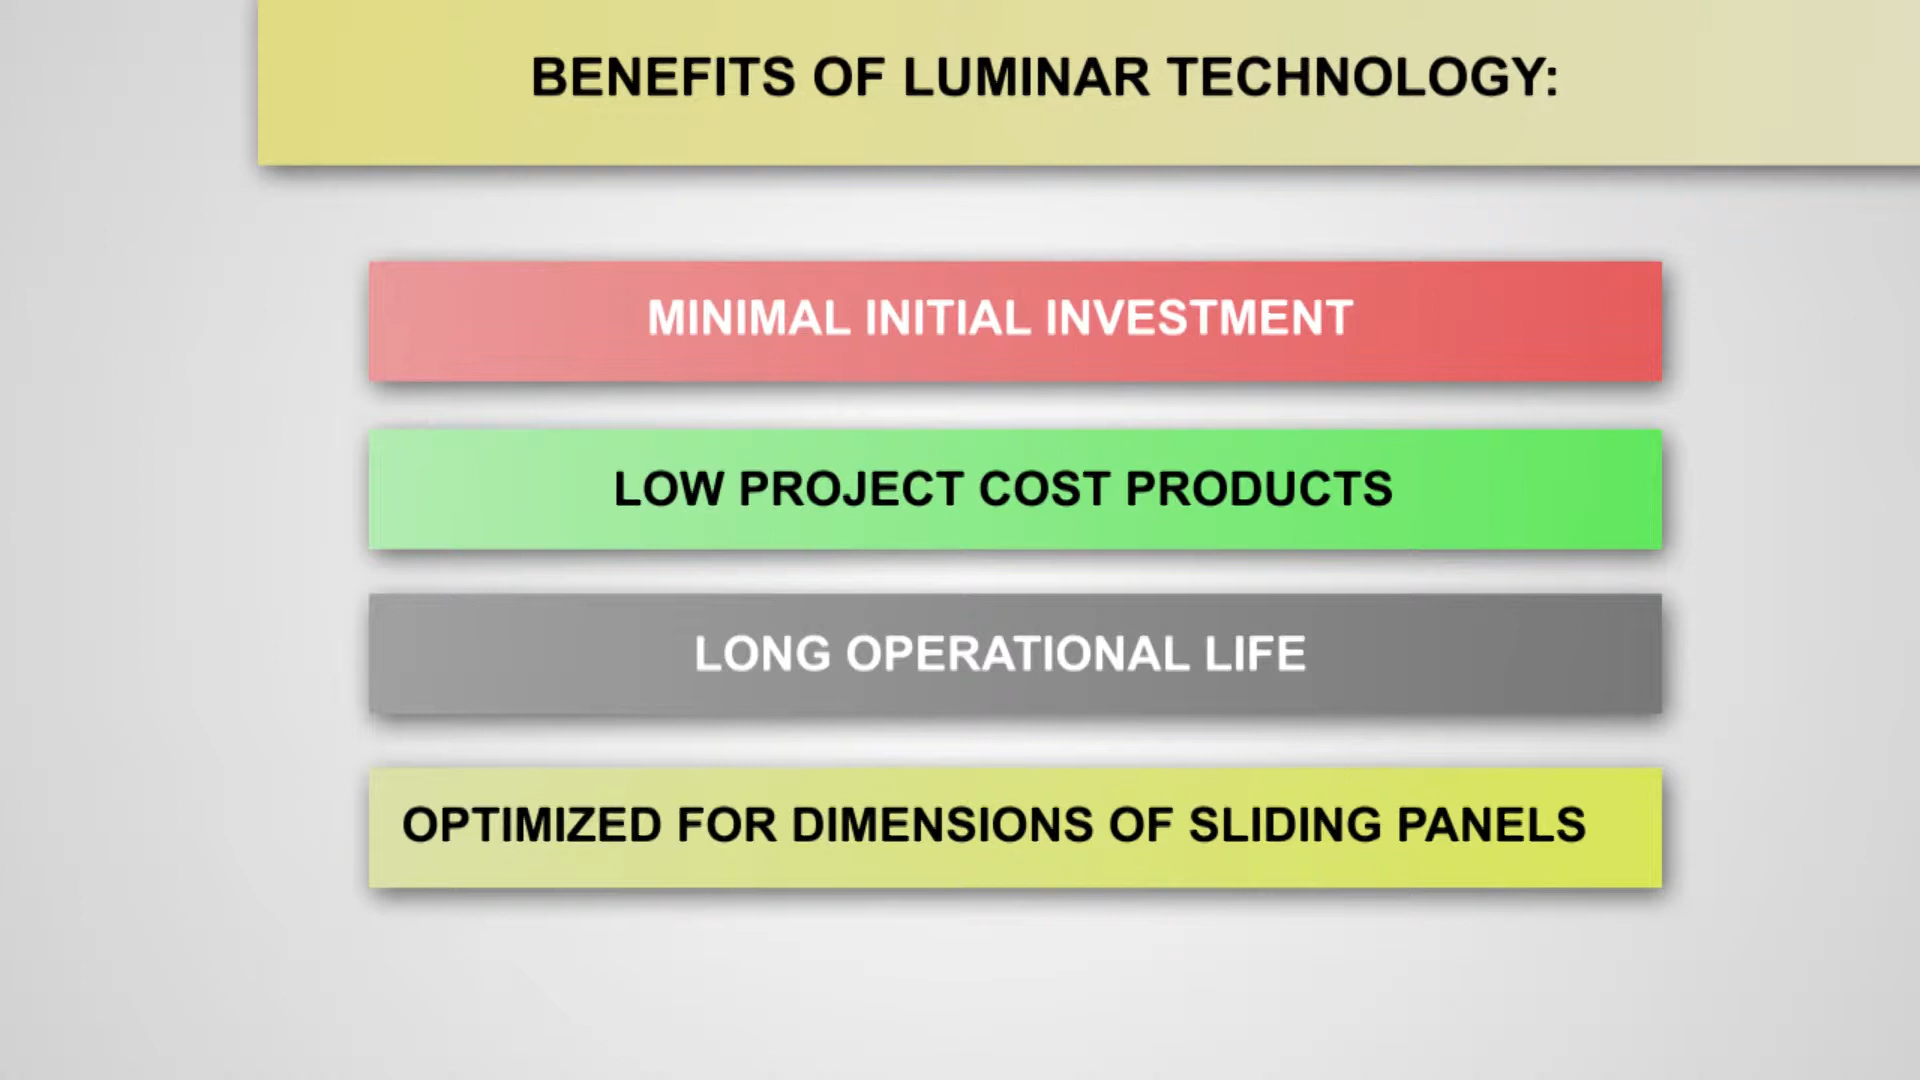 BENEFITS OF LUMINAR TECHNOLOGY:
MINIMAL INITIAL INVESTMENT
LOW PROJECT COST PRODUCTS
LONG OPERATIONAL LIFE
OPTIMIZED FOR DIMENSIONS OF SLIDING PANELS